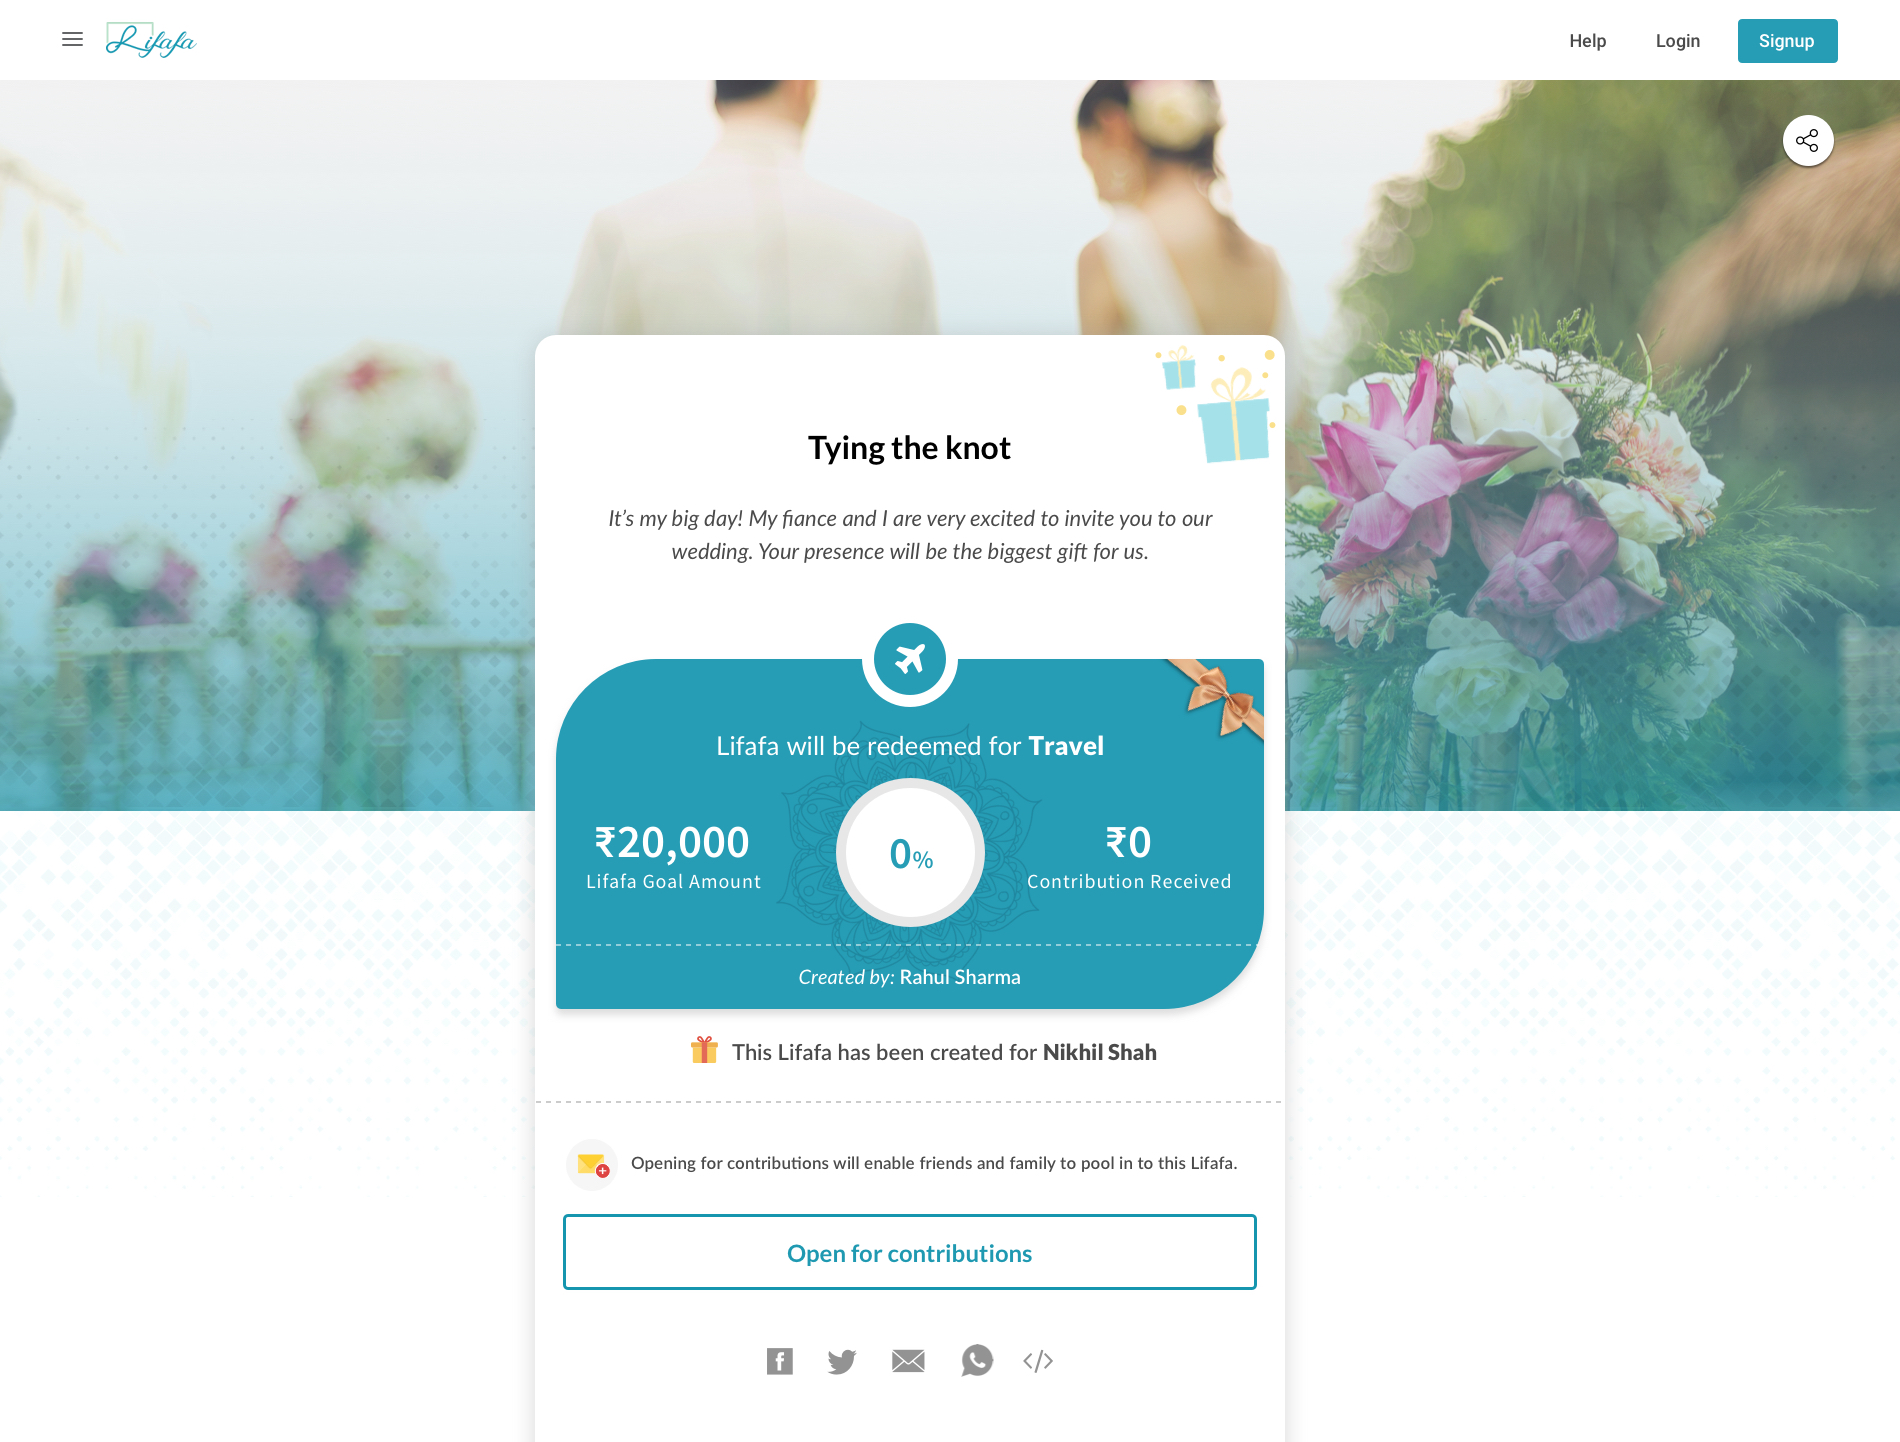 Lifafa
Help
Login
Signup
Tying the knot
It’s my big day! My fiance and I are very excited to invite you to our
wedding. Your presence will be the biggest gift for us.
Lifafa will be redeemed for Travel
₹20,000
Lifafa Goal Amount
0%
₹0
Contribution Received
Created by: Rahul Sharma
This Lifafa has been created for Nikhil Shah
Opening for contributions will enable friends and family to pool in to this Lifafa.
Open for contributions